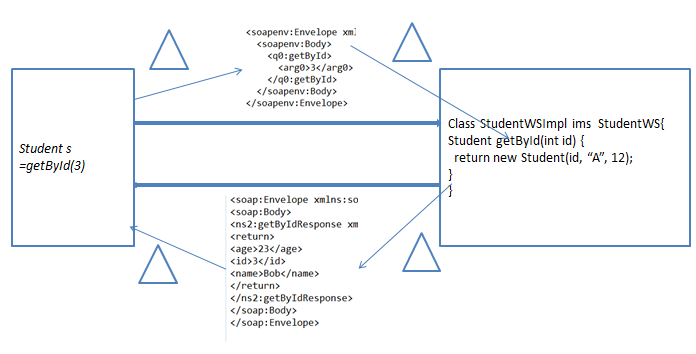 <soapenv:Envelope xml
<soapenv:Body>
<q0:getById>
<arg0>3</arg0>
</q0:getById>
</soapenv:Body>
</soapenv:Envelope>
Student s
=getById(3)
Class StudentWSImpl ims  StudentWS{
Student getById(int id) {
return new Student(id, “A”, 12);
}
}
<soap:Envelope xmlns:so
<soap:Body>
<ns2:getByIdResponse xm
<return>
<age>23</age>
<id>3</id>
<name>Bob</name>
</return>
</ns2:getByIdResponse>
</soap:Body>
</soap:Envelope>